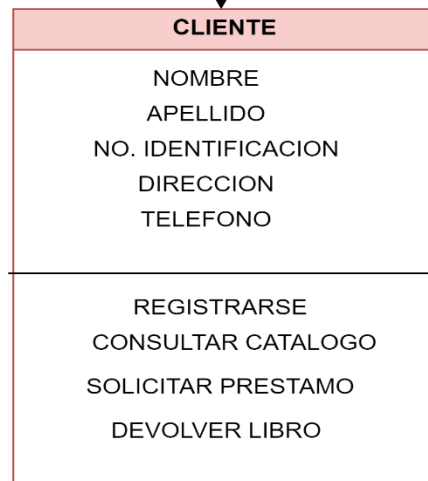 CLIENTE
NOMBRE
APELLIDO
NO. IDENTIFICACION
DIRECCION
TELEFONO
REGISTRARSE
CONSULTAR CATALOGO
SOLICITAR PRESTAMO
DEVOLVER LIBRO